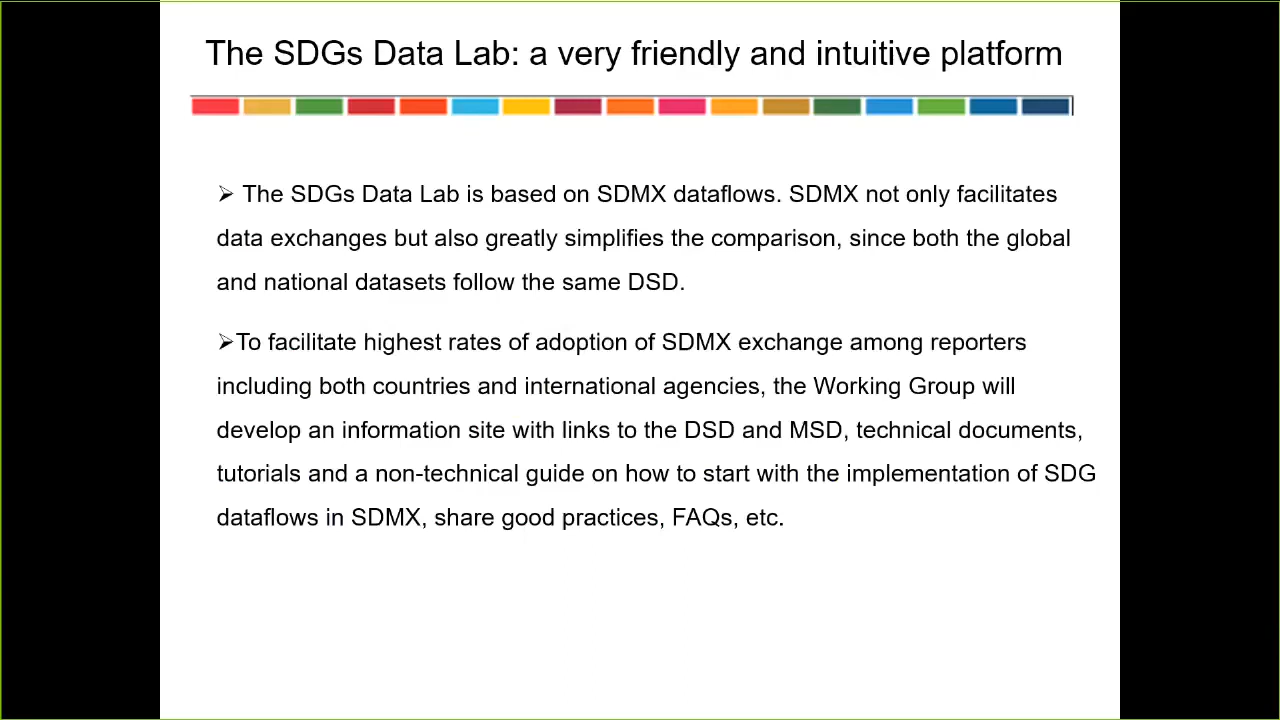 The SDGs Data Lab: a very friendly and intuitive platform
➢ The SDGs Data Lab is based on SDMX dataflows. SDMX not only facilitates
data exchanges but also greatly simplifies the comparison, since both the global
and national datasets follow the same DSD.
➢To facilitate highest rates of adoption of SDMX exchange among reporters
including both countries and international agencies, the Working Group will
develop an information site with links to the DSD and MSD, technical documents,
tutorials and a non-technical guide on how to start with the implementation of SDG
dataflows in SDMX, share good practices, FAQs, etc.